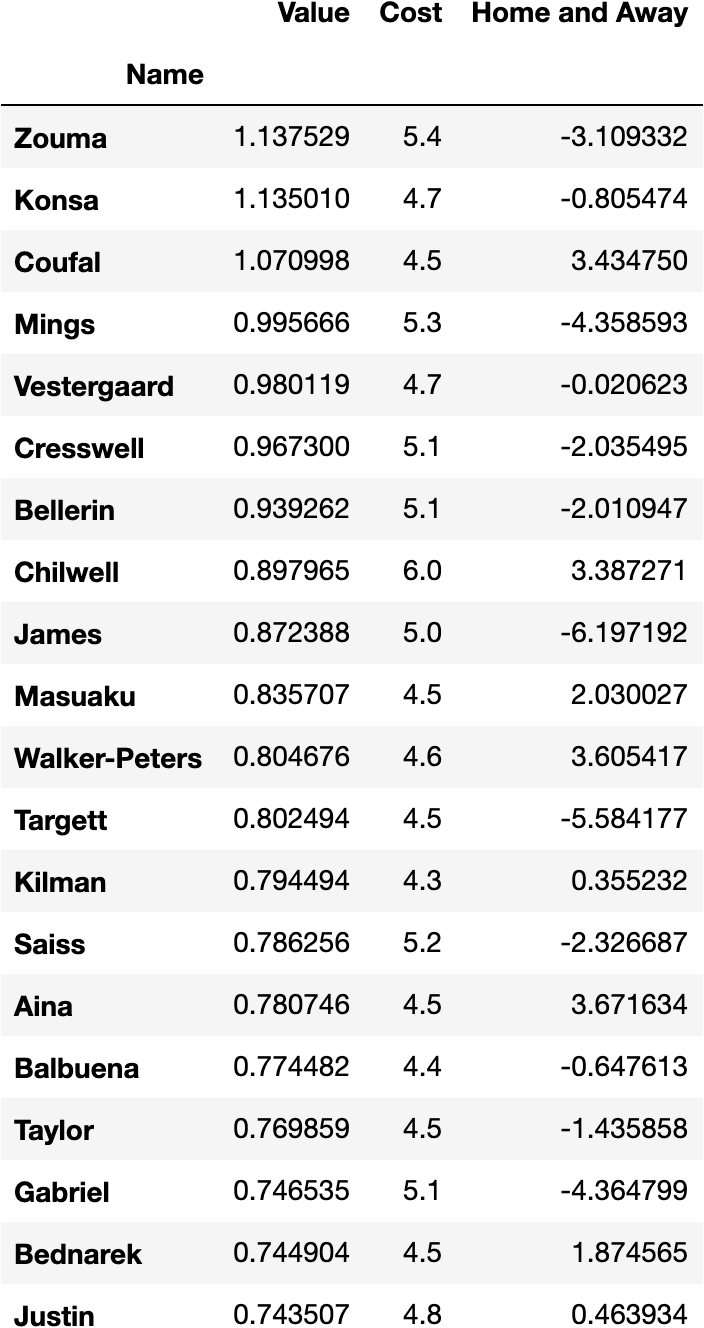 Value Cost Home and Away
Name
Zouma 1.137529 5.4 -3.109332
Konsa 1.135010 4.7 -0.805474
Coufal 1.070998 4.5 3.434750
Mings 0.995666 5.3 -4.358593
Vestergaard 0.980119 4.7 -0.020623
Cresswell 0.967300 5.1 -2.035495
Bellerin 0.939262 5.1 -2.010947
Chilwell 0.897965 6.0 3.387271
James 0.872388 5.0 -6.197192
Masuaku 0.835707 4.5 2.030027
Walker-Peters 0.804676 4.6 3.605417
Targett 0.802494 4.5 -5.584177
Kilman 0.794494 4.3 0.355232
Saiss 0.786256 5.2 -2.326687
Aina 0.780746 4.5 3.671634
Balbuena 0.774482 4.4 -0.647613
Taylor 0.769859 4.5 -1.435858
Gabriel 0.746535 5.1 -4.364799
Bednarek 0.744904 4.5 1.874565
Justin 0.743507 4.8 0.463934